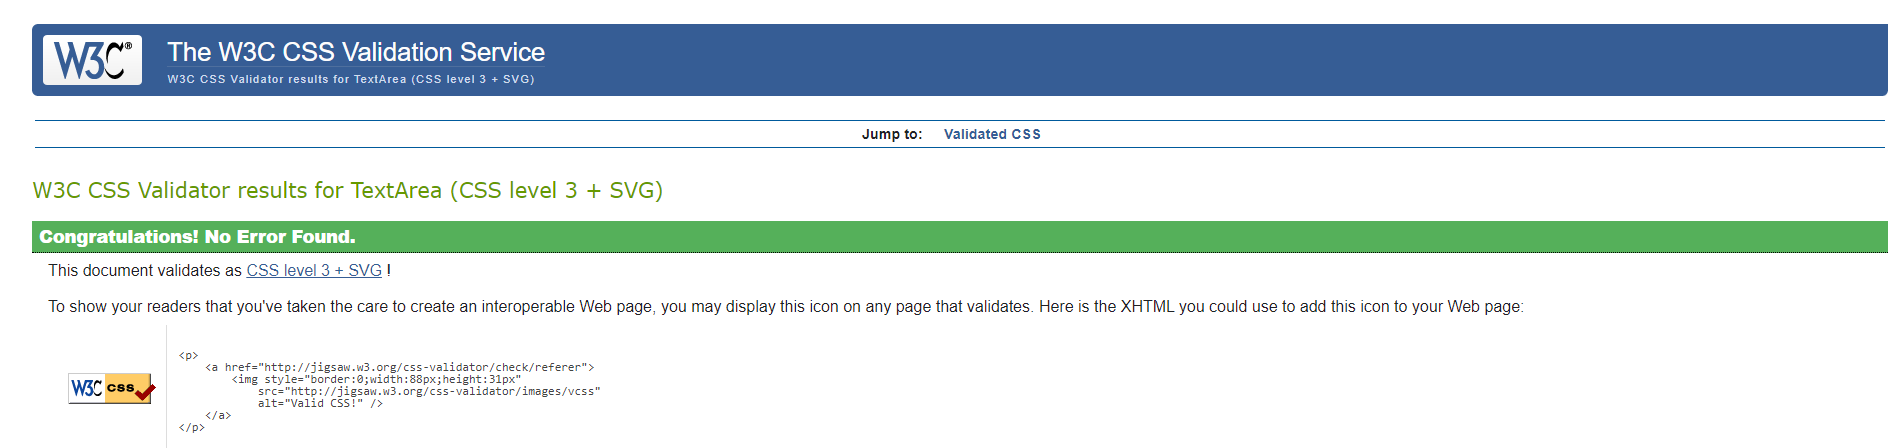 W3C®
The W3C CSS Validation Service
W3C CSS Validator results for TextArea (CSS level 3 + SVG)
Jump to: Validated CSS
W3C CSS Validator results for TextArea (CSS level 3 + SVG)
Congratulations! No Error Found.
This document validates as CSS level 3 + SVG !
To show your readers that you've taken the care to create an interoperable Web page, you may display this icon on any page that validates. Here is the XHTML you could use to add this icon to your Web page:
W3C css
<p>
    <a href="http://jigsaw.w3.org/css-validator/check/referer">
        <img style="border:0;width:88px;height:31px"
            src="http://jigsaw.w3.org/css-validator/images/vcss"
            alt="Valid CSS!" />
    </a>
</p>